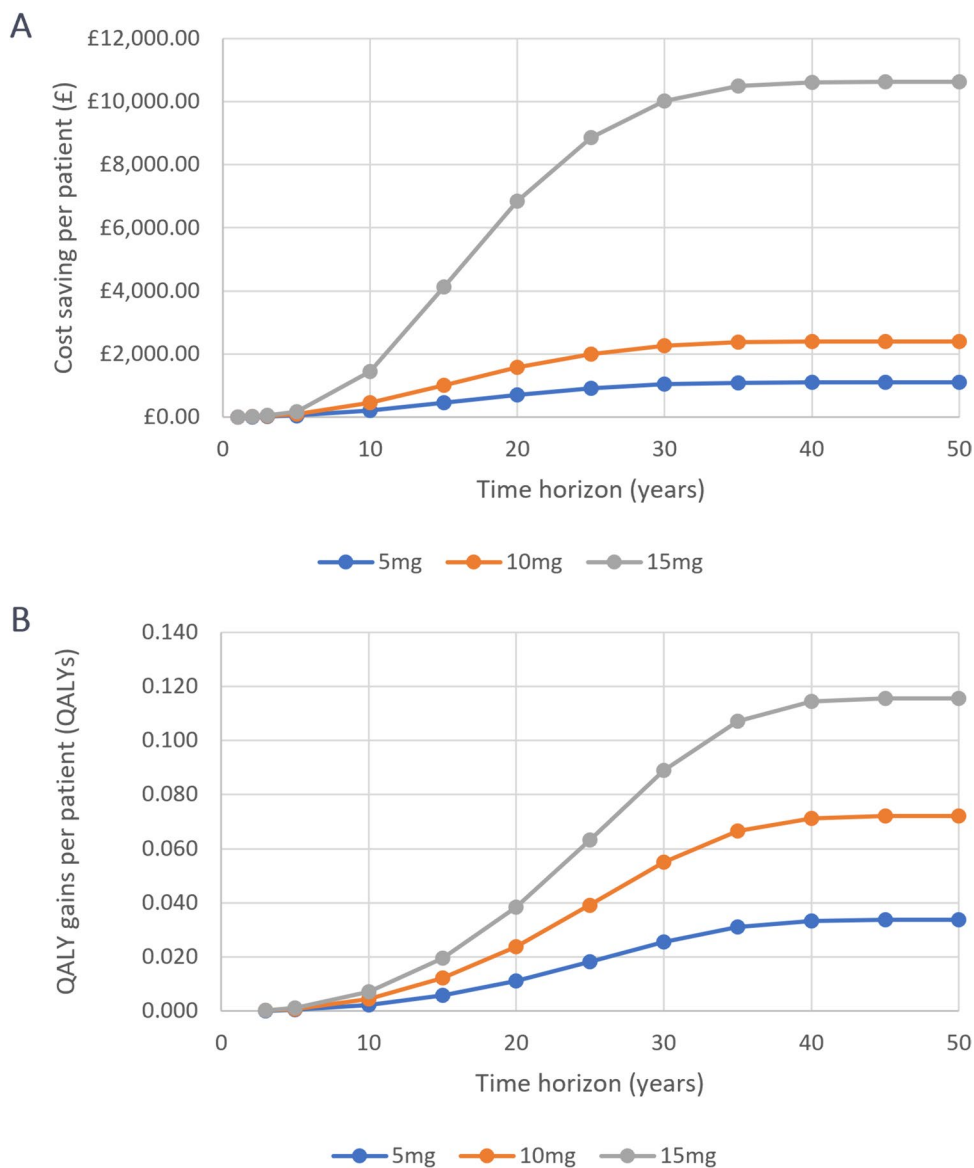 A
£12,000.00
£10,000.00
£8,000.00
£6,000.00
£4,000.00
£2,000.00
£0.00
Cost saving per patient (£)
0 10 20 30 40 50
Time horizon (years)
5mg 10mg 15mg
B
0.140
0.120
0.100
0.080
0.060
0.040
0.020
0.000
QALY gains per patient (QALYs)
0 10 20 30 40 50
Time horizon (years)
5mg 10mg 15mg